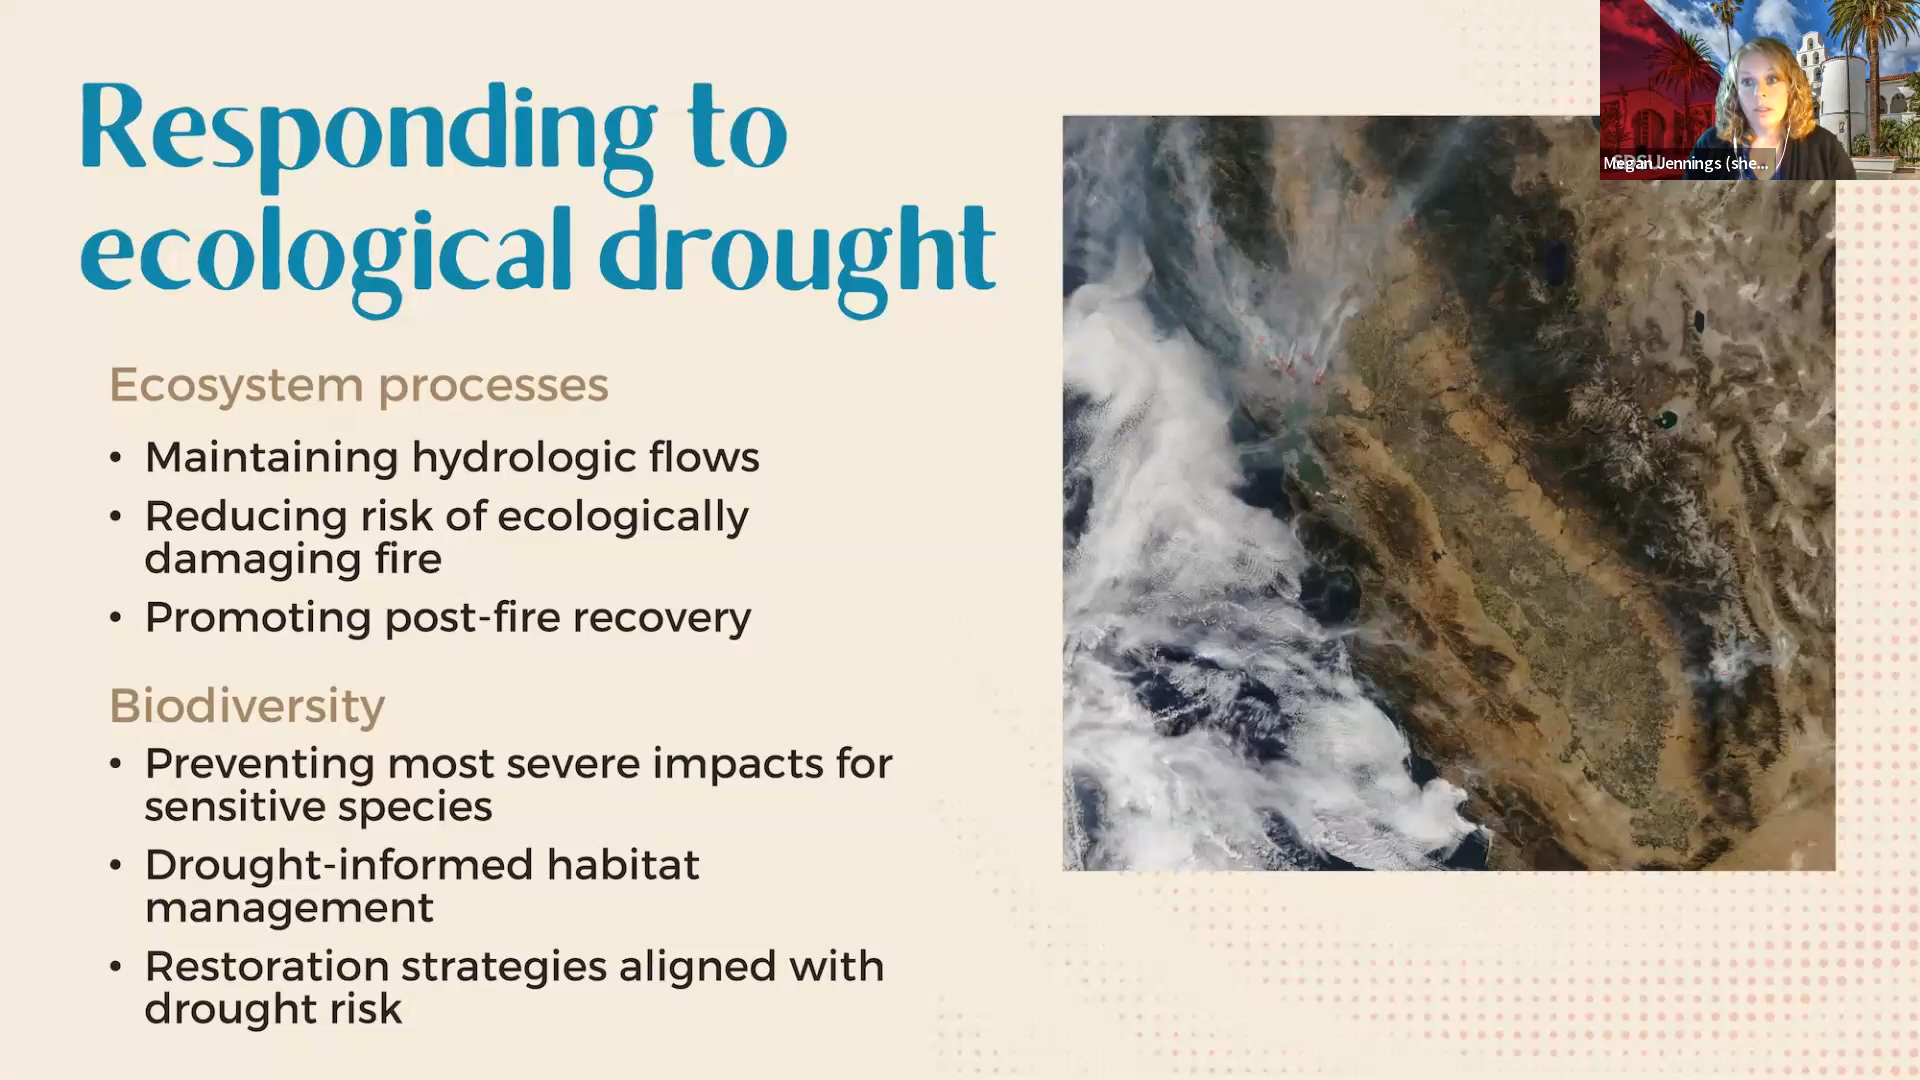 Responding to
ecological drought
Ecosystem processes
• Maintaining hydrologic flows
• Reducing risk of ecologically
damaging fire
• Promoting post-fire recovery
Biodiversity
• Preventing most severe impacts for
sensitive species
• Drought-informed habitat
management
• Restoration strategies aligned with
drought risk
Megan Jennings (she...
SDSU